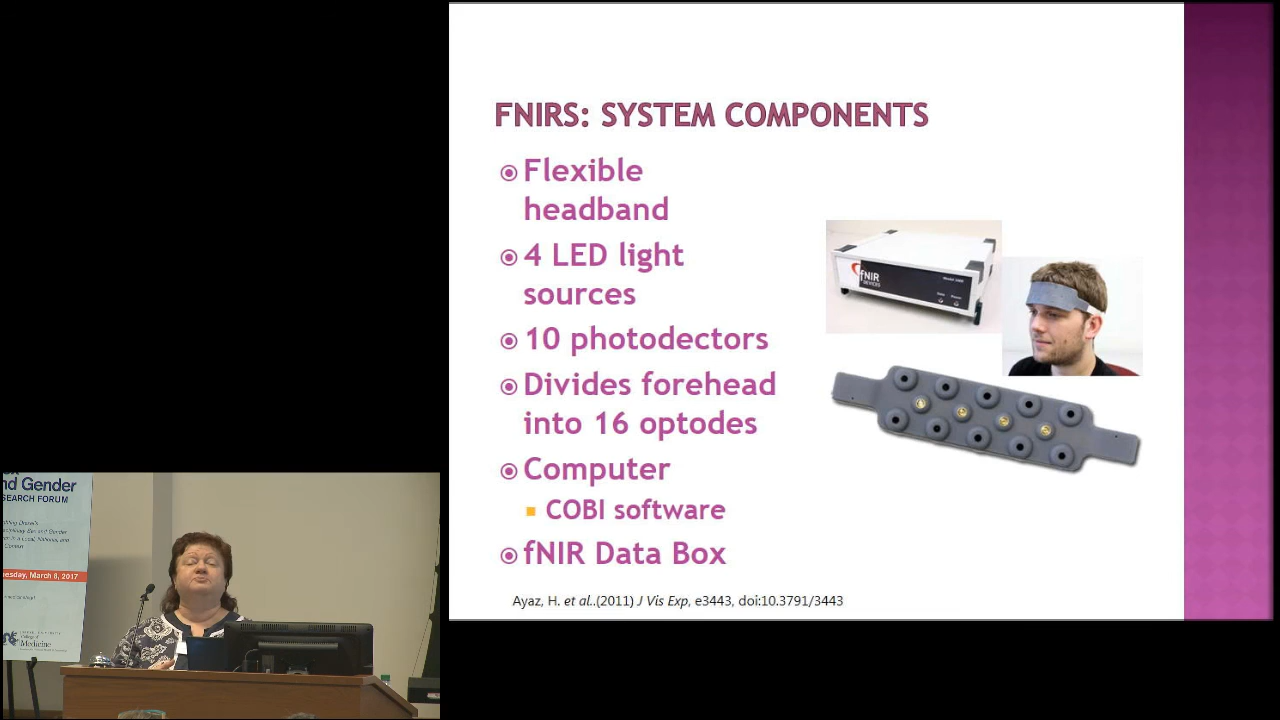 FNIRS: SYSTEM COMPONENTS
Flexible
headband
4 LED light
sources
10 photodectors
Divides forehead
into 16 optodes
Computer
COBI software
fNIR Data Box
Ayaz, H. et al..(2011) J Vis Exp, e3443, doi:10.3791/3443
fNIR
nd Gender
SEARCH FORUM
esday, March 8, 2017
Medicine